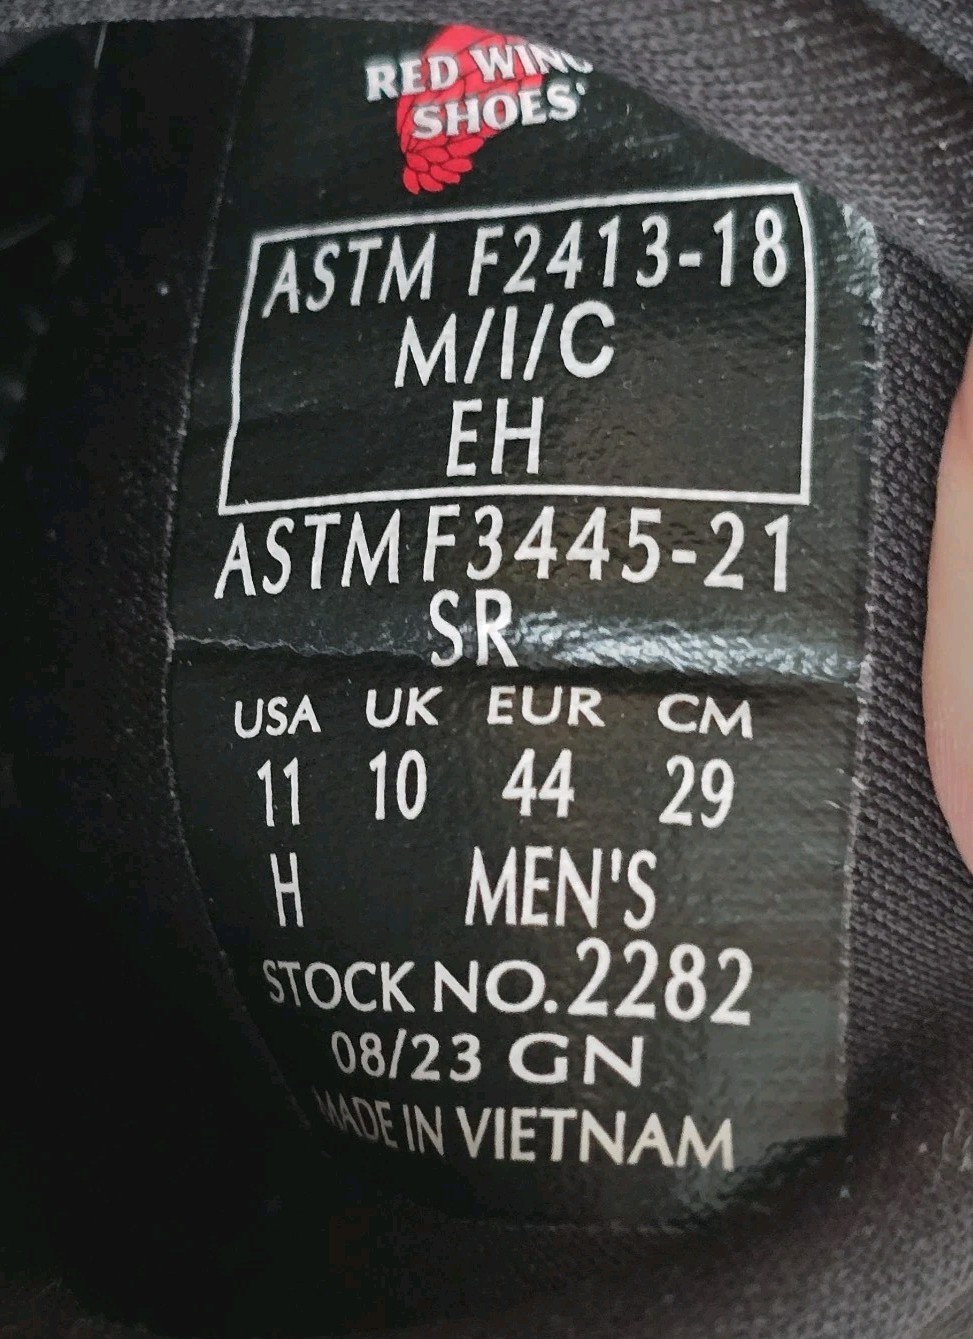 RED WING
SHOES
ASTM F2413-18
M/I/C
EH
ASTM F3445-21
SR
USA UK EUR CM
11 10 44 29
H MEN'S
STOCK NO. 2282
08/23 GN
MADE IN VIETNAM